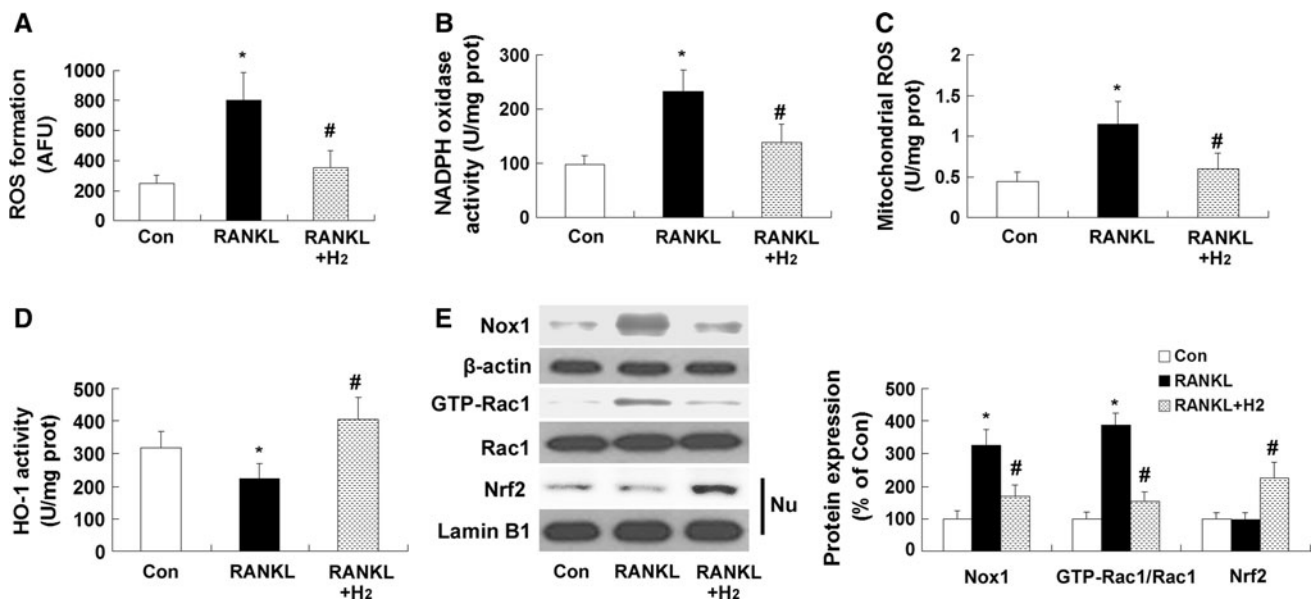 A
ROS formation
(AFU)
1000
800
600
400
200
0
*
#
Con
RANKL
RANKL
+H2
B
NADPH oxidase
activity (U/mg prot)
300
200
100
0
*
#
Con
RANKL
RANKL
+H2
C
Mitochondrial ROS
(U/mg prot)
2
1.5
1
0.5
0
*
#
Con
RANKL
RANKL
+H2
D
HO-1 activity
(U/mg prot)
500
400
300
200
100
0
*
#
Con
RANKL
RANKL
+H2
E
Nox1
β-actin
GTP-Rac1
Rac1
Nrf2
Lamin B1
Nu
Con
RANKL
RANKL
+H2
Con
RANKL
RANKL+H2
Protein expression
(% of Con)
500
400
300
200
100
0
*
#
*
#
#
Nox1
GTP-Rac1/Rac1
Nrf2